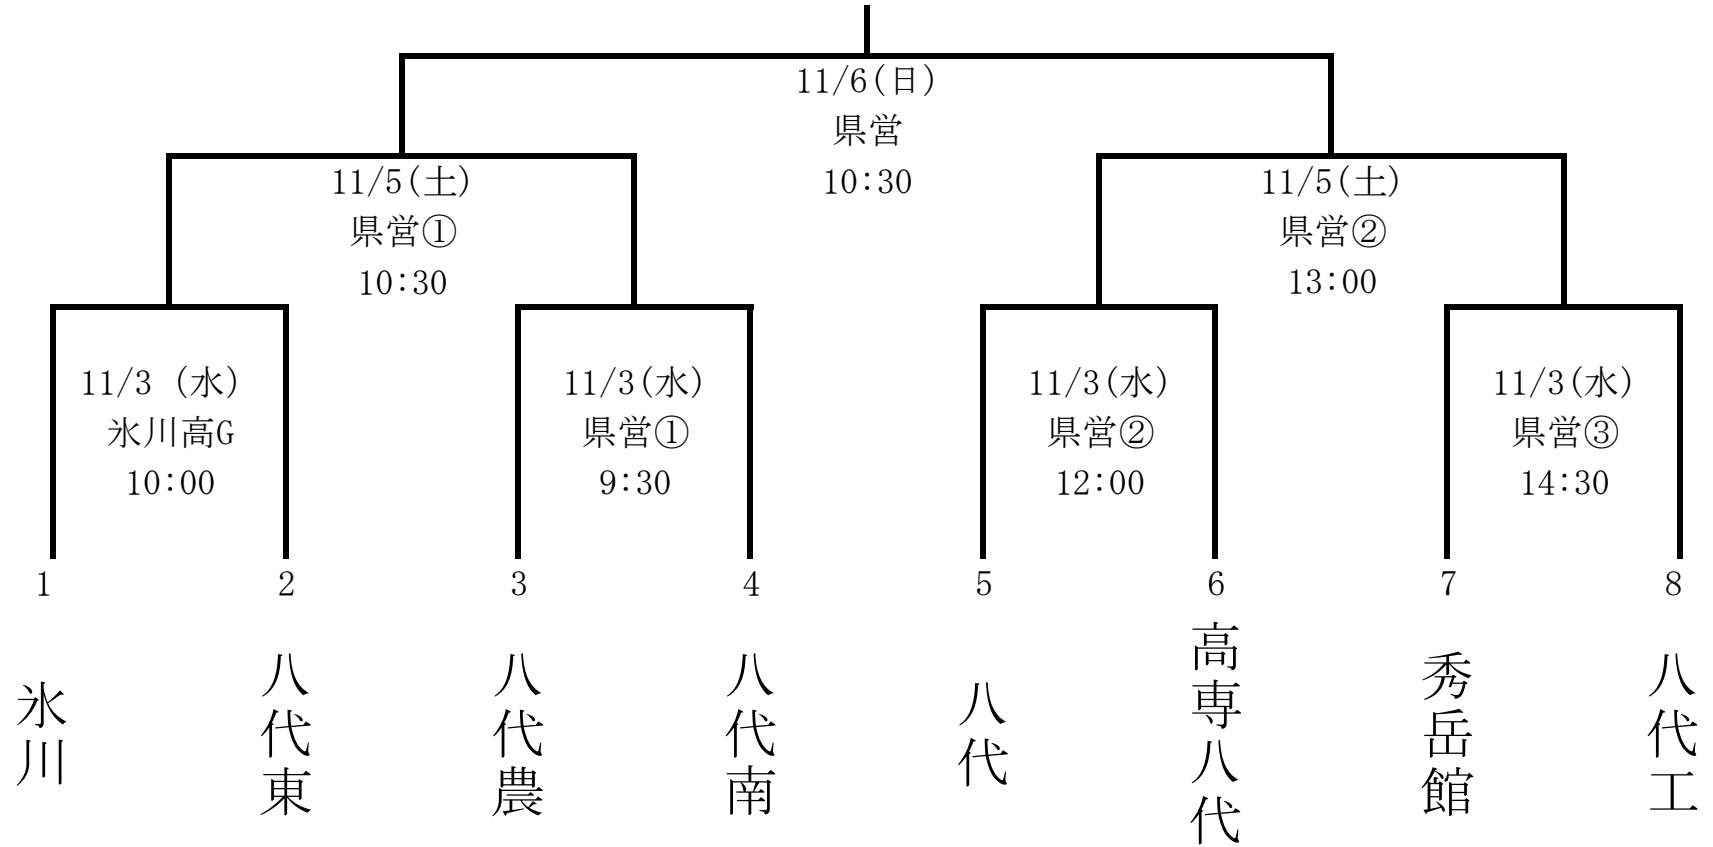 11/6(日)
県営
10:30
11/5(土)
県営①
10:30
11/5(土)
県営②
13:00
11/3 (水)
氷川高G
10:00
11/3(水)
県営①
9:30
11/3(水)
県営②
12:00
11/3(水)
県営③
14:30
1
2
3
4
5
6
7
8
氷川
八代東
八代農
八代南
八代
高専八代
秀岳館
八代工